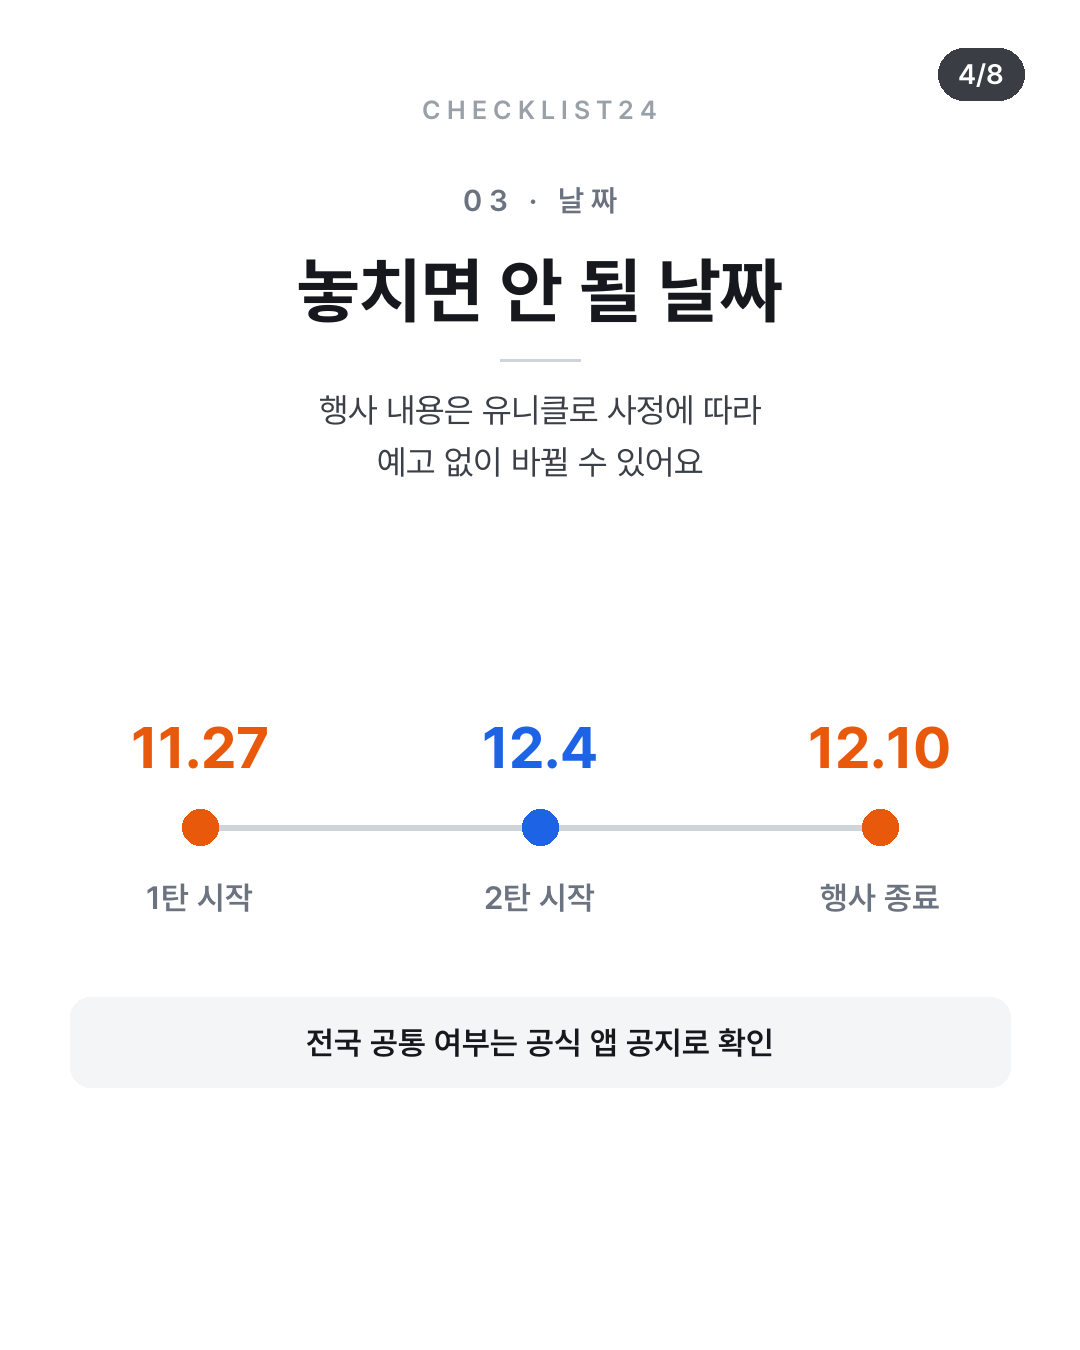 4/8
CHECKLIST24
03 · 날짜
놓치면 안 될 날짜
행사 내용은 유니클로 사정에 따라
예고 없이 바뀔 수 있어요
11.27
12.4
12.10
1탄 시작
2탄 시작
행사 종료
전국 공통 여부는 공식 앱 공지로 확인